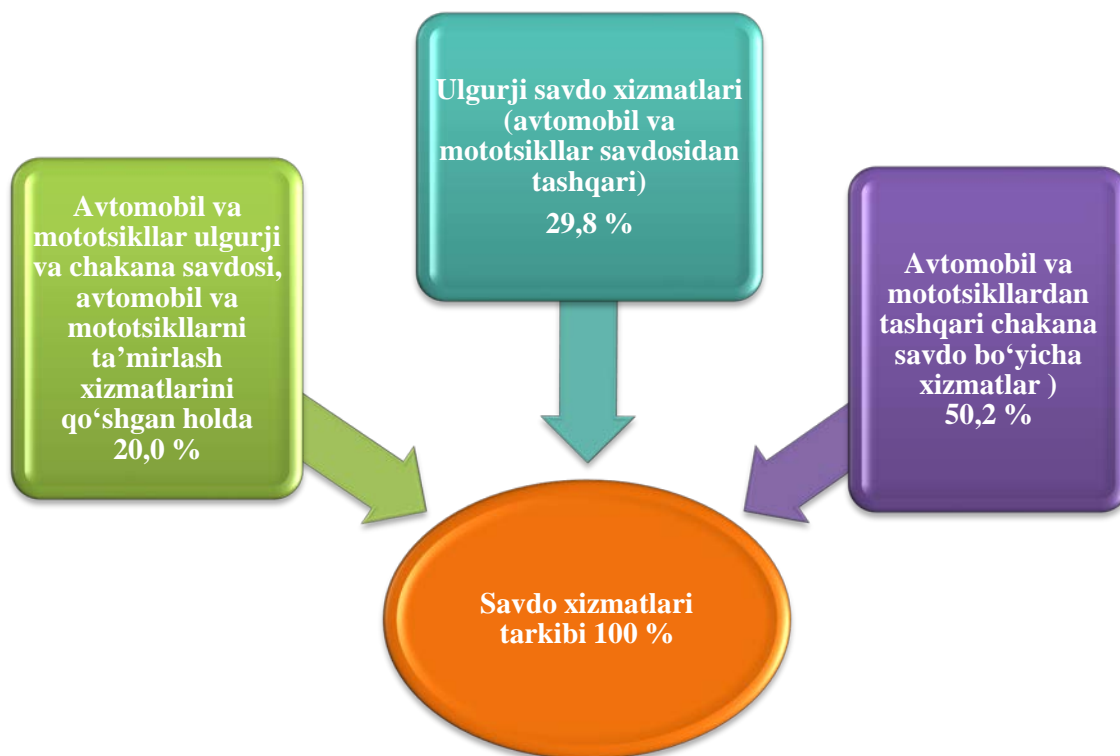 Ulgurji savdo xizmatlari
(avtomobil va
mototsikllar savdosidan
tashqari)
29,8 %
Avtomobil va
mototsikllar ulgurji
va chakana savdosi,
avtomobil va
mototsikllarni
ta’mirlash
xizmatlarini
qo‘shgan holda
20,0 %
Avtomobil va
mototsikllardan
tashqari chakana
savdo bo‘yicha
xizmatlar )
50,2 %
Savdo xizmatlari
tarkibi 100 %